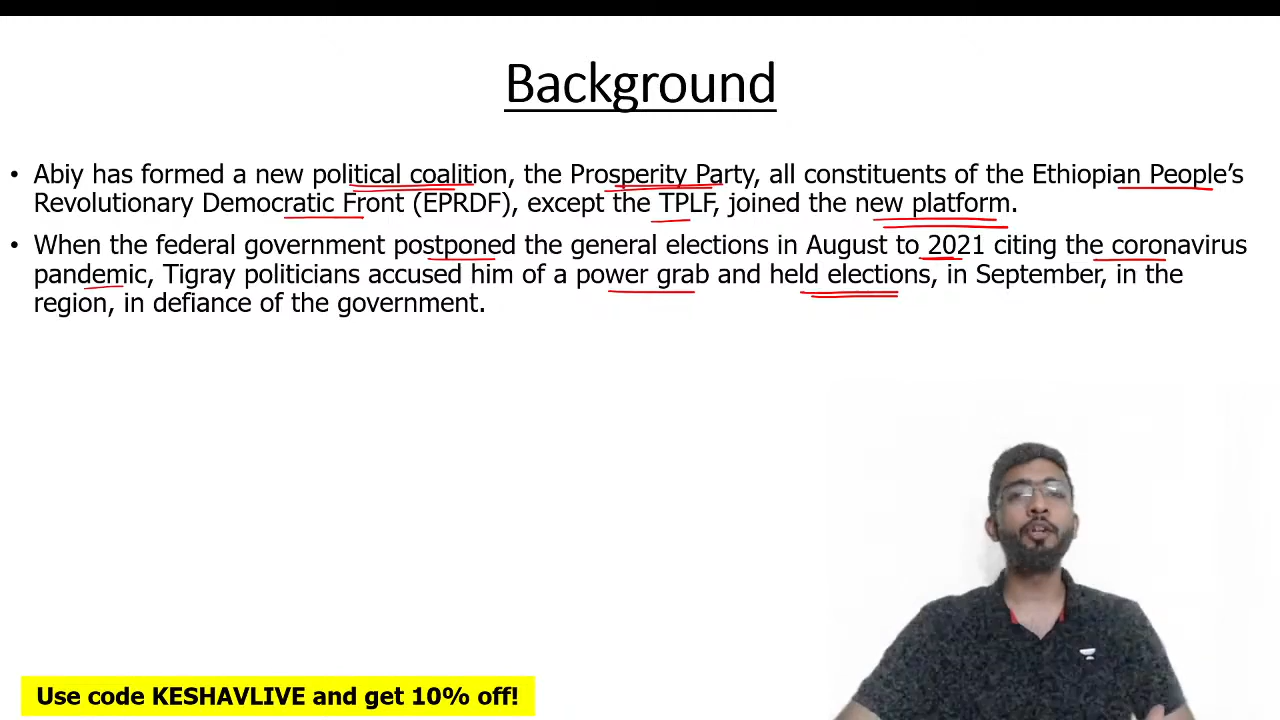 Background
• Abiy has formed a new political coalition, the Prosperity Party, all constituents of the Ethiopian People’s
Revolutionary Democratic Front (EPRDF), except the TPLF, joined the new platform.
• When the federal government postponed the general elections in August to 2021 citing the coronavirus
pandemic, Tigray politicians accused him of a power grab and held elections, in September, in the
region, in defiance of the government.
Use code KESHAVLIVE and get 10% off!